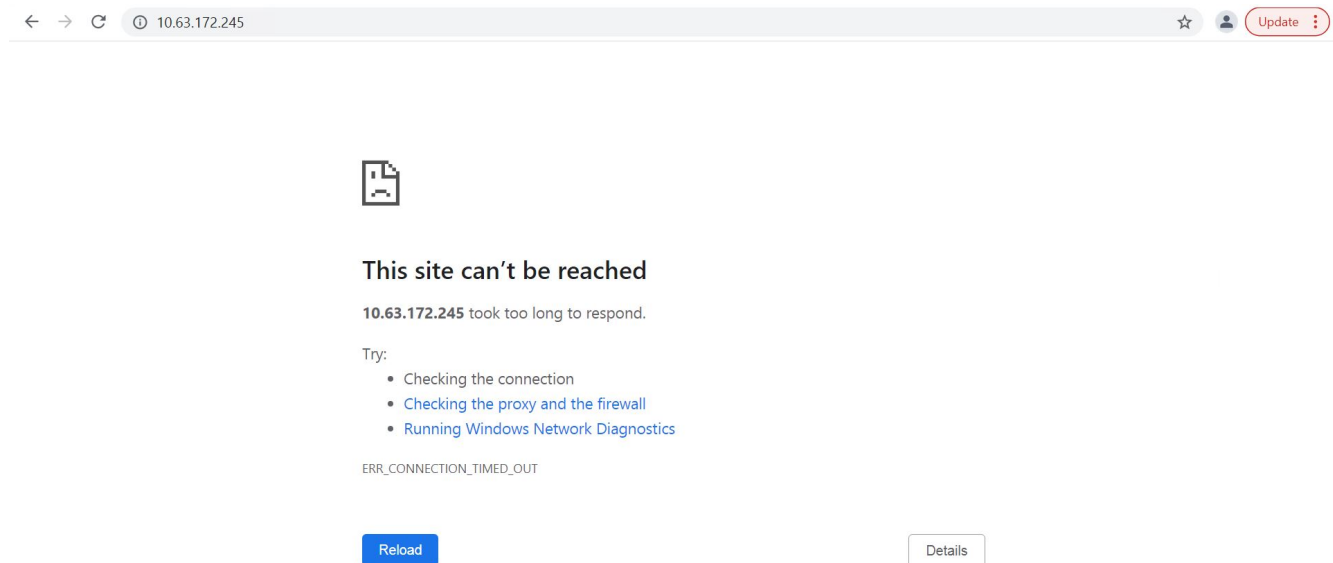 10.63.172.245
Update
This site can’t be reached
10.63.172.245 took too long to respond.
Try:
• Checking the connection
• Checking the proxy and the firewall
• Running Windows Network Diagnostics
ERR_CONNECTION_TIMED_OUT
Reload
Details